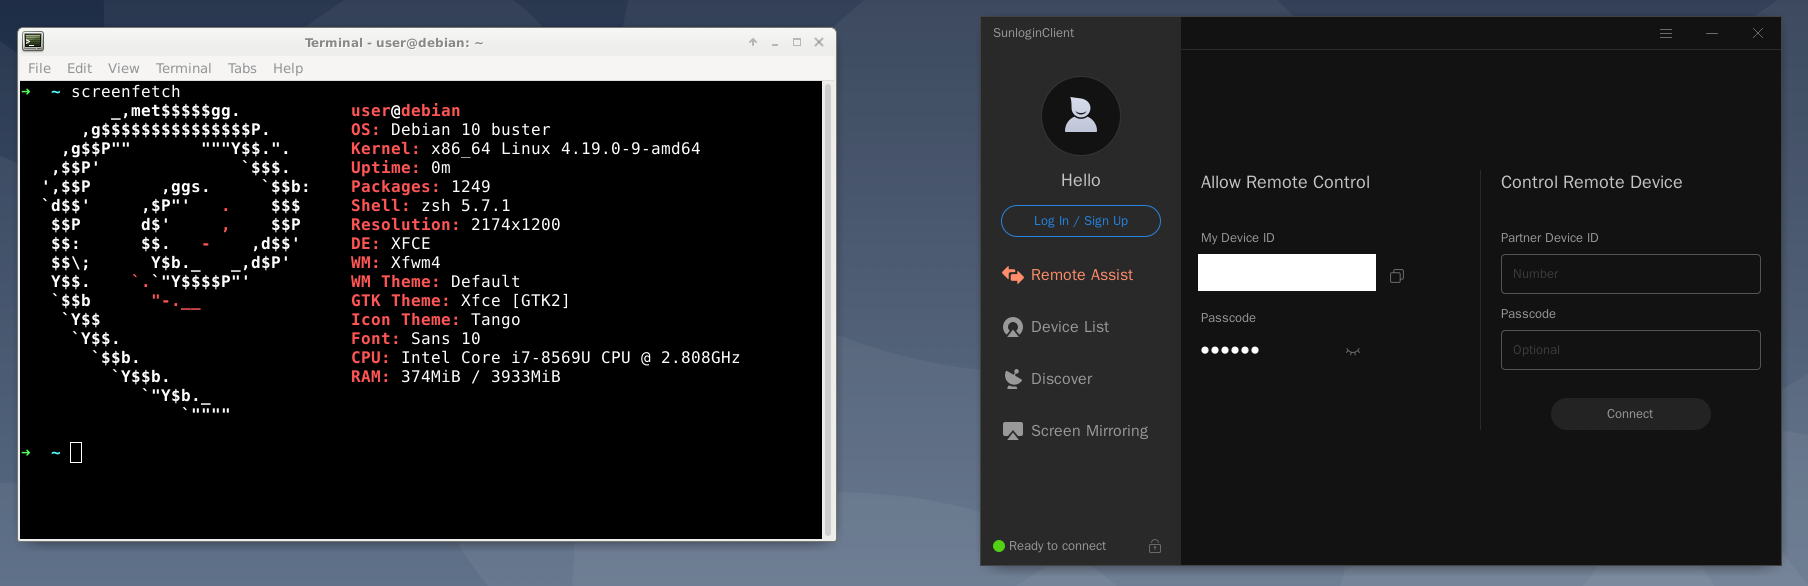 Terminal - user@debian: ~
File Edit View Terminal Tabs Help
➜ ~ screenfetch
         _,met$$$$$gg.           user@debian
      ,g$$$$$$$$$$$$$$$P.        OS: Debian 10 buster
    ,g$$P""       """Y$$.".      Kernel: x86_64 Linux 4.19.0-9-amd64
   ,$$P'              `$$$.      Uptime: 0m
  ',$$P       ,ggs.     `$$b:    Packages: 1249
  `d$$'     ,$P"'   .    $$$     Shell: zsh 5.7.1
   $$P      d$'     ,    $$P     Resolution: 2174x1200
   $$:      $$.   -    ,d$$'     DE: XFCE
   $$\;      Y$b._   _,d$P'      WM: Xfwm4
   Y$$.    `.`"Y$$$$P"'          WM Theme: Default
   `$$b      "-.__               GTK Theme: Xfce [GTK2]
    `Y$$                         Icon Theme: Tango
     `Y$$.                       Font: Sans 10
       `$$b.                     CPU: Intel Core i7-8569U CPU @ 2.808GHz
         `Y$$b.                  RAM: 374MiB / 3933MiB
            `"Y$b._
                `""""
➜ ~
SunloginClient
Hello
Log In / Sign Up
Remote Assist
Device List
Discover
Screen Mirroring
Ready to connect
Allow Remote Control
My Device ID
Passcode
●●●●●●
Control Remote Device
Partner Device ID
Number
Passcode
Optional
Connect